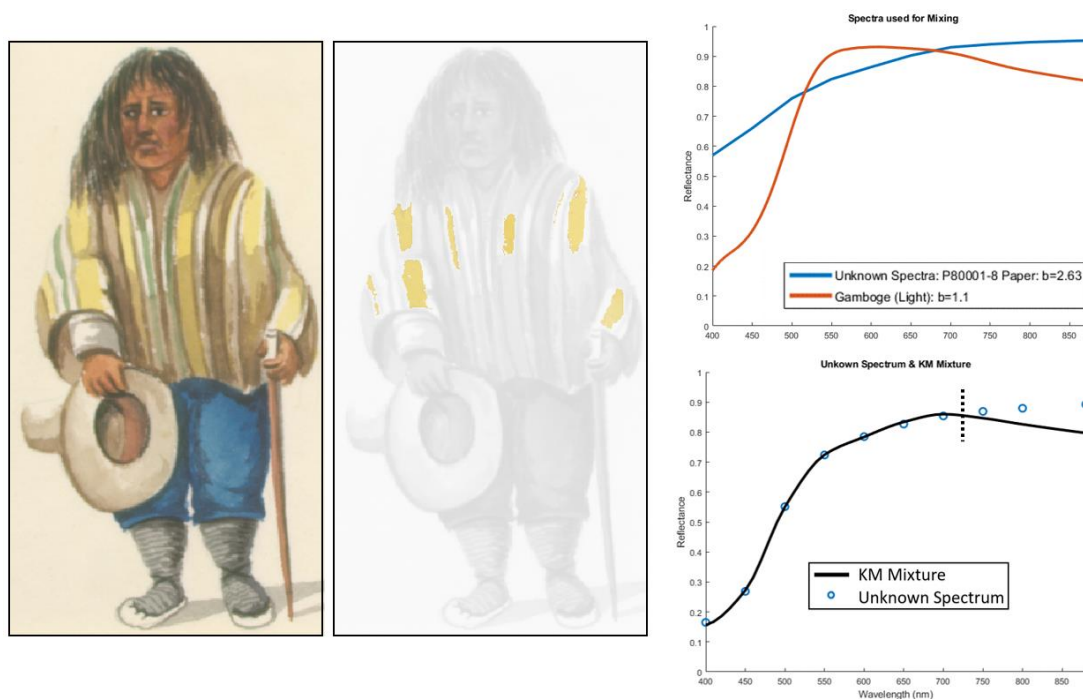 Spectra used for Mixing
1
0.9
0.8
0.7
0.6
0.5
0.4
0.3
0.2
0.1
0
Reflectance
400 450 500 550 600 650 700 750 800 850
Unknown Spectra: P80001-8 Paper: b=2.63
Gamboge (Light): b=1.1
Unkown Spectrum & KM Mixture
1
0.9
0.8
0.7
0.6
0.5
0.4
0.3
0.2
0.1
0
Reflectance
KM Mixture
Unknown Spectrum
400 450 500 550 600 650 700 750 800 850
Wavelength (nm)